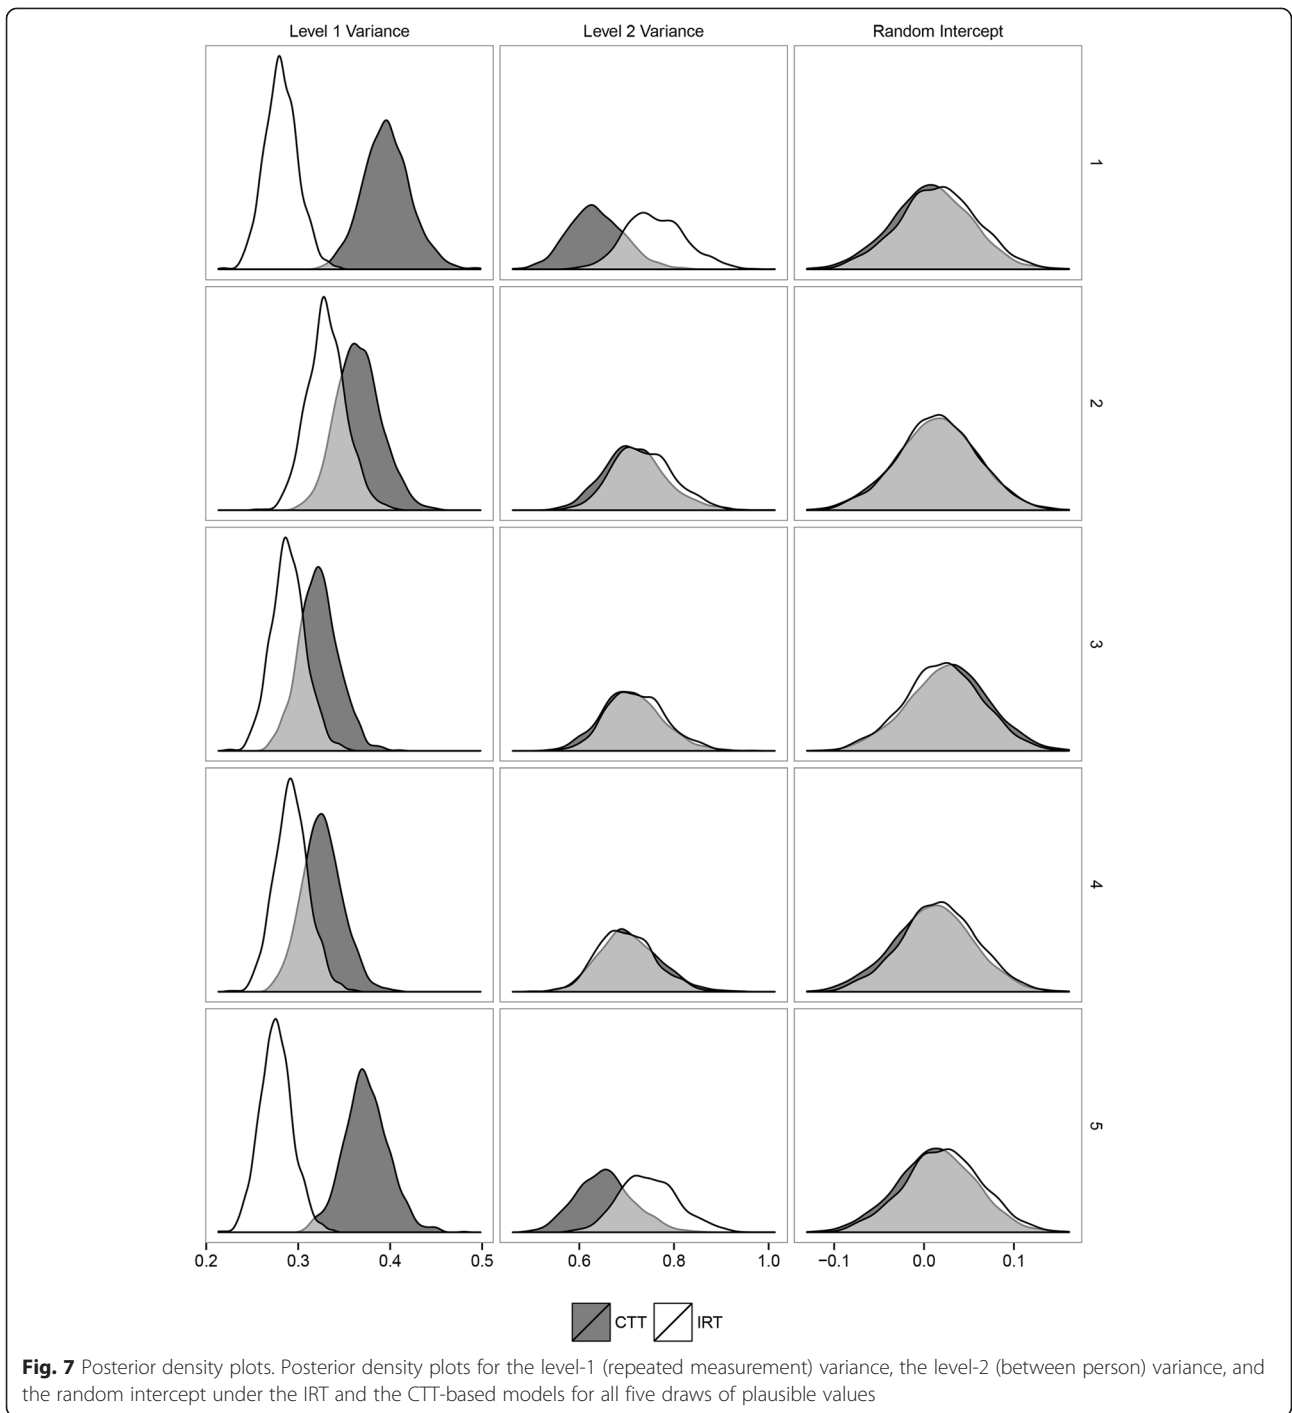 Level 1 Variance
Level 2 Variance
Random Intercept
1
2
3
4
5
0.2 0.3 0.4 0.5
0.6 0.8 1.0
−0.1 0.0 0.1
CTT IRT
Fig. 7 Posterior density plots. Posterior density plots for the level-1 (repeated measurement) variance, the level-2 (between person) variance, and
the random intercept under the IRT and the CTT-based models for all five draws of plausible values